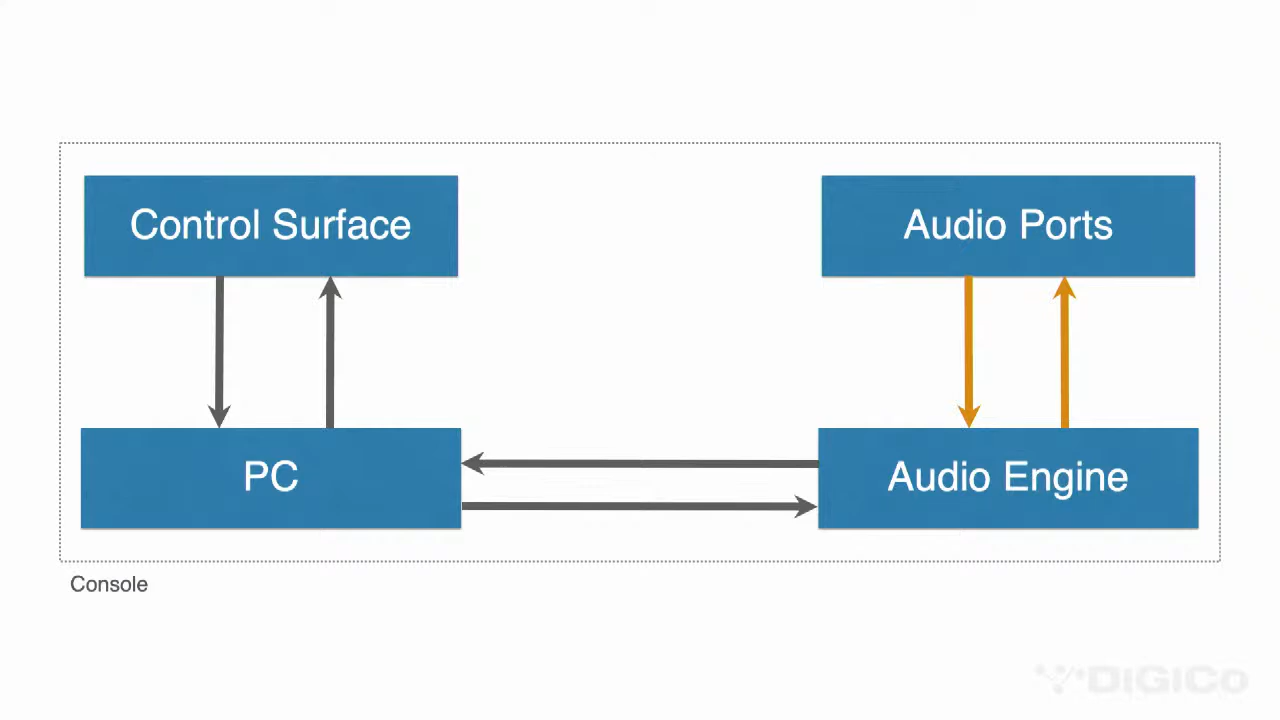 Control Surface
Audio Ports
PC
Audio Engine
Console
DiGiCo